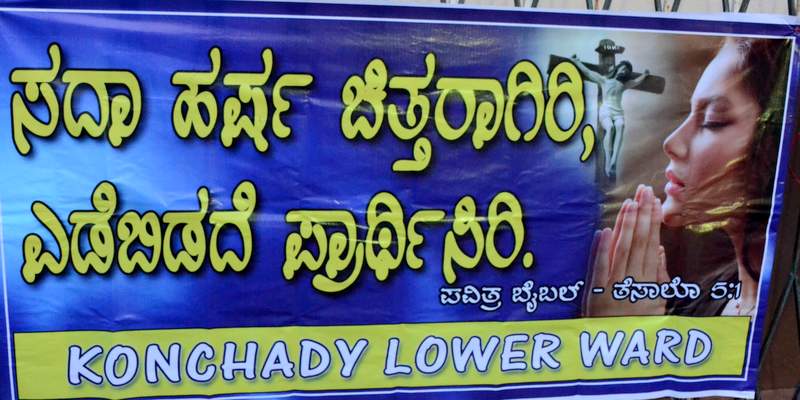 ಸದಾ ಹರ್ಷ ಚಿತ್ತರಾಗಿರಿ,
ಎಡೆಬಿಡದೆ ಪ್ರಾರ್ಥಿಸಿರಿ.
ಪವಿತ್ರ ಬೈಬಲ್ - ತೆಸಾಲೊ 5:1
KONCHADY LOWER WARD